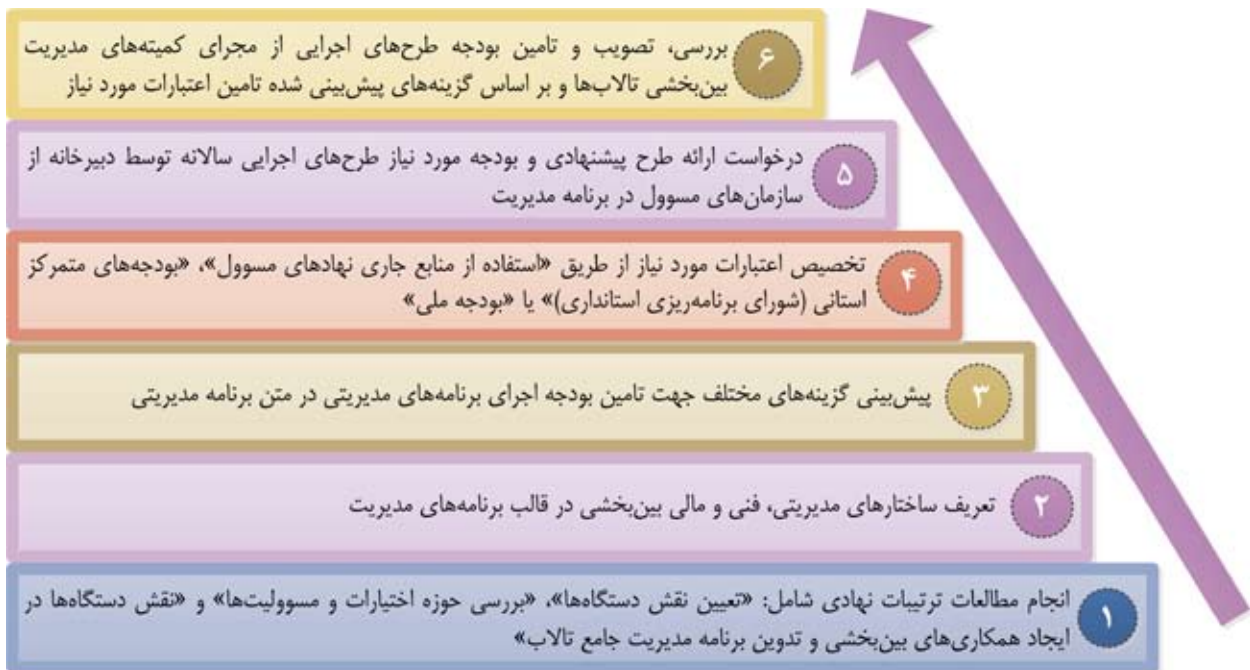 ۶
بررسی، تصویب و تامین بودجه طرح‌های اجرایی از مجرای کمیته‌های مدیریت
بین‌بخشی تالاب‌ها و بر اساس گزینه‌های پیش‌بینی شده تامین اعتبارات مورد نیاز
۵
درخواست ارائه طرح پیشنهادی و بودجه مورد نیاز طرح‌های اجرایی سالانه توسط دبیرخانه از
سازمان‌های مسوول در برنامه مدیریت
۴
تخصیص اعتبارات مورد نیاز از طریق «استفاده از منابع جاری نهادهای مسوول»، «بودجه‌های متمرکز
استانی (شورای برنامه‌ریزی استانداری)» یا «بودجه ملی»
۳
پیش‌بینی گزینه‌های مختلف جهت تامین بودجه اجرای برنامه‌های مدیریتی در متن برنامه مدیریتی
۲
تعریف ساختارهای مدیریتی، فنی و مالی بین‌بخشی در قالب برنامه‌های مدیریت
۱
انجام مطالعات ترتیبات نهادی شامل: «تعیین نقش دستگاه‌ها»، «بررسی حوزه اختیارات و مسوولیت‌ها» و «نقش دستگاه‌ها در
ایجاد همکاری‌های بین‌بخشی و تدوین برنامه مدیریت جامع تالاب»